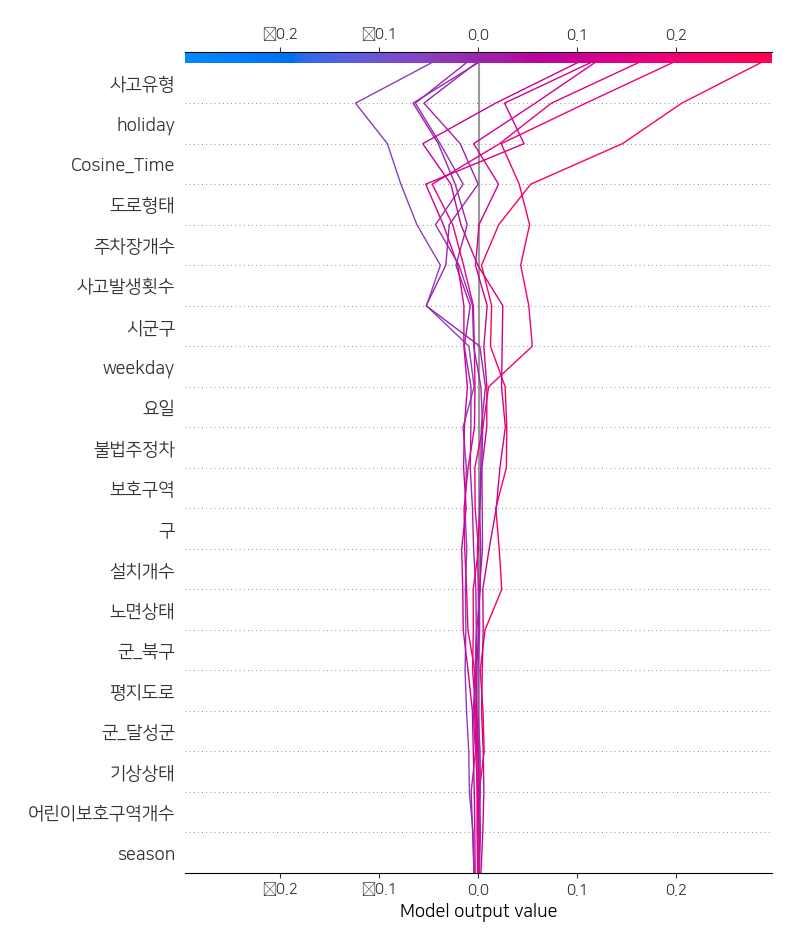 ☒0.2 ☒0.1 0.0 0.1 0.2
사고유형
holiday
Cosine_Time
도로형태
주차장개수
사고발생횟수
시군구
weekday
요일
불법주정차
보호구역
구
설치개수
노면상태
군_북구
평지도로
군_달성군
기상상태
어린이보호구역개수
season
☒0.2 ☒0.1 0.0 0.1 0.2
Model output value